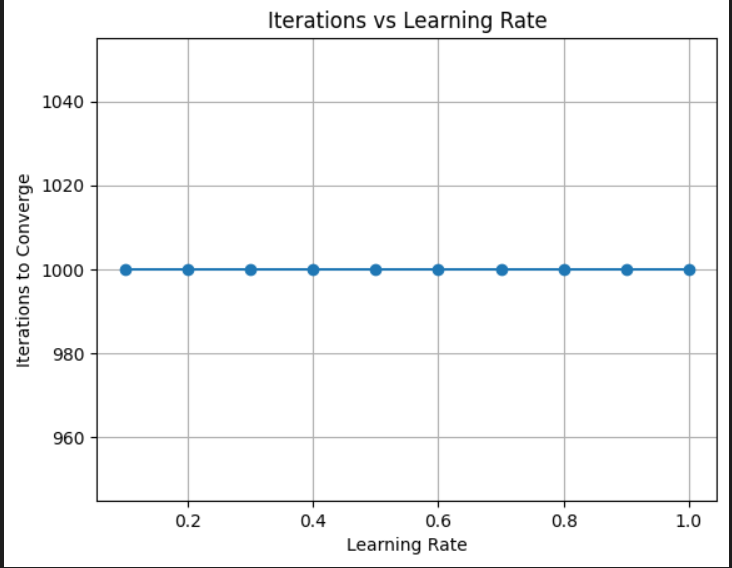 Iterations vs Learning Rate
Iterations to Converge
1040
1020
1000
980
960
0.2 0.4 0.6 0.8 1.0
Learning Rate